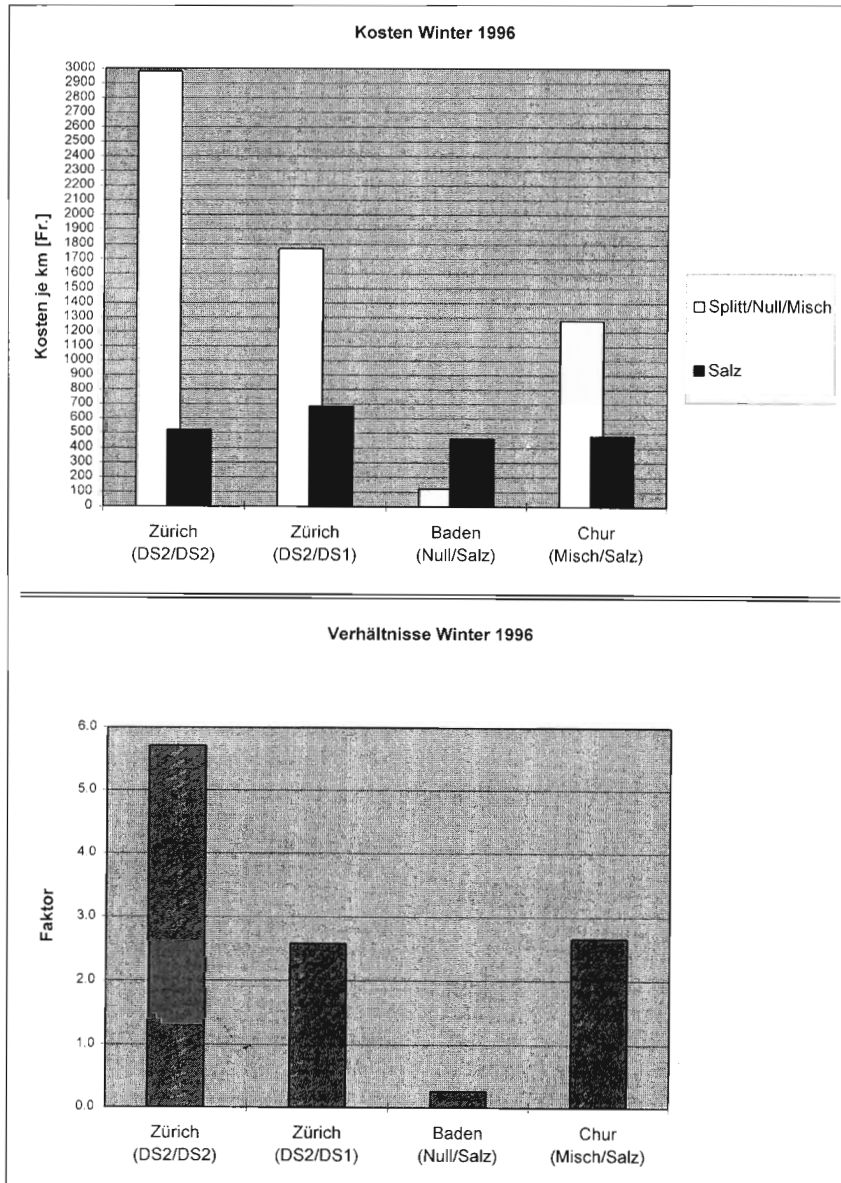 Kosten Winter 1996
3000
2900
2800
2700
2600
2500
2400
2300
2200
2100
2000
1900
1800
1700
1600
1500
1400
1300
1200
1100
1000
900
800
700
600
500
400
300
200
100
0
Kosten je km [Fr.]
Zürich
(DS2/DS2)
Zürich
(DS2/DS1)
Baden
(Null/Salz)
Chur
(Misch/Salz)
Splitt/Null/Misch
Salz
Verhältnisse Winter 1996
6.0
5.0
4.0
3.0
2.0
1.0
0.0
Faktor
Zürich
(DS2/DS2)
Zürich
(DS2/DS1)
Baden
(Null/Salz)
Chur
(Misch/Salz)